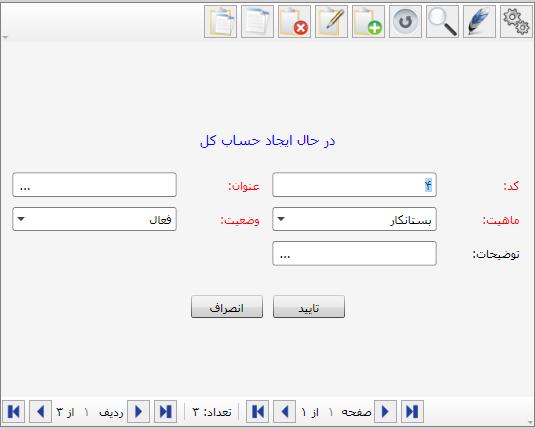 در حال ایجاد حساب کل
کد: ۴ عنوان: ...
ماهیت: بستانکار وضعیت: فعال
توضیحات: ...
تایید انصراف
صفحه ۱ از ۱ تعداد: ۳ ردیف ۱ از ۳